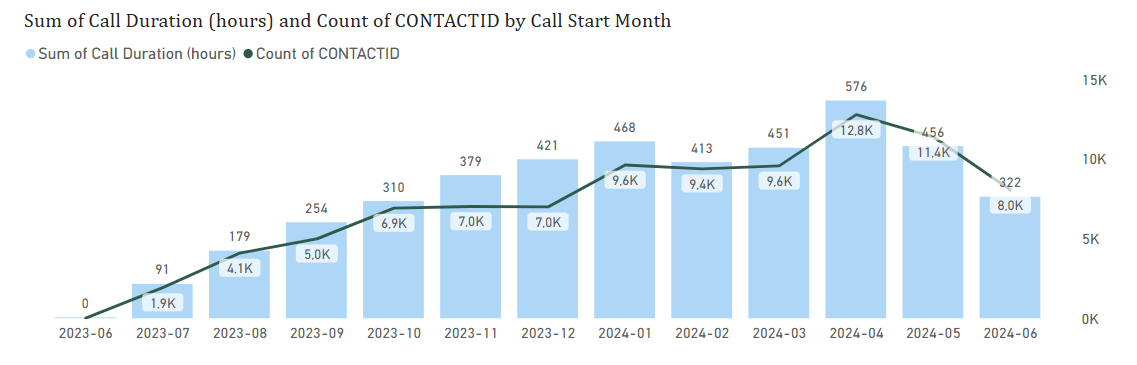 Sum of Call Duration (hours) and Count of CONTACTID by Call Start Month
Sum of Call Duration (hours) Count of CONTACTID
15K
10K
5K
0K
0
91
179
254
310
379
421
468
413
451
576
456
322
1,9K
4.1K
5,0K
6,9K
7,0K
7,0K
9,6K
9,4K
9,6K
12,8K
11,4K
8,0K
2023-06 2023-07 2023-08 2023-09 2023-10 2023-11 2023-12 2024-01 2024-02 2024-03 2024-04 2024-05 2024-06